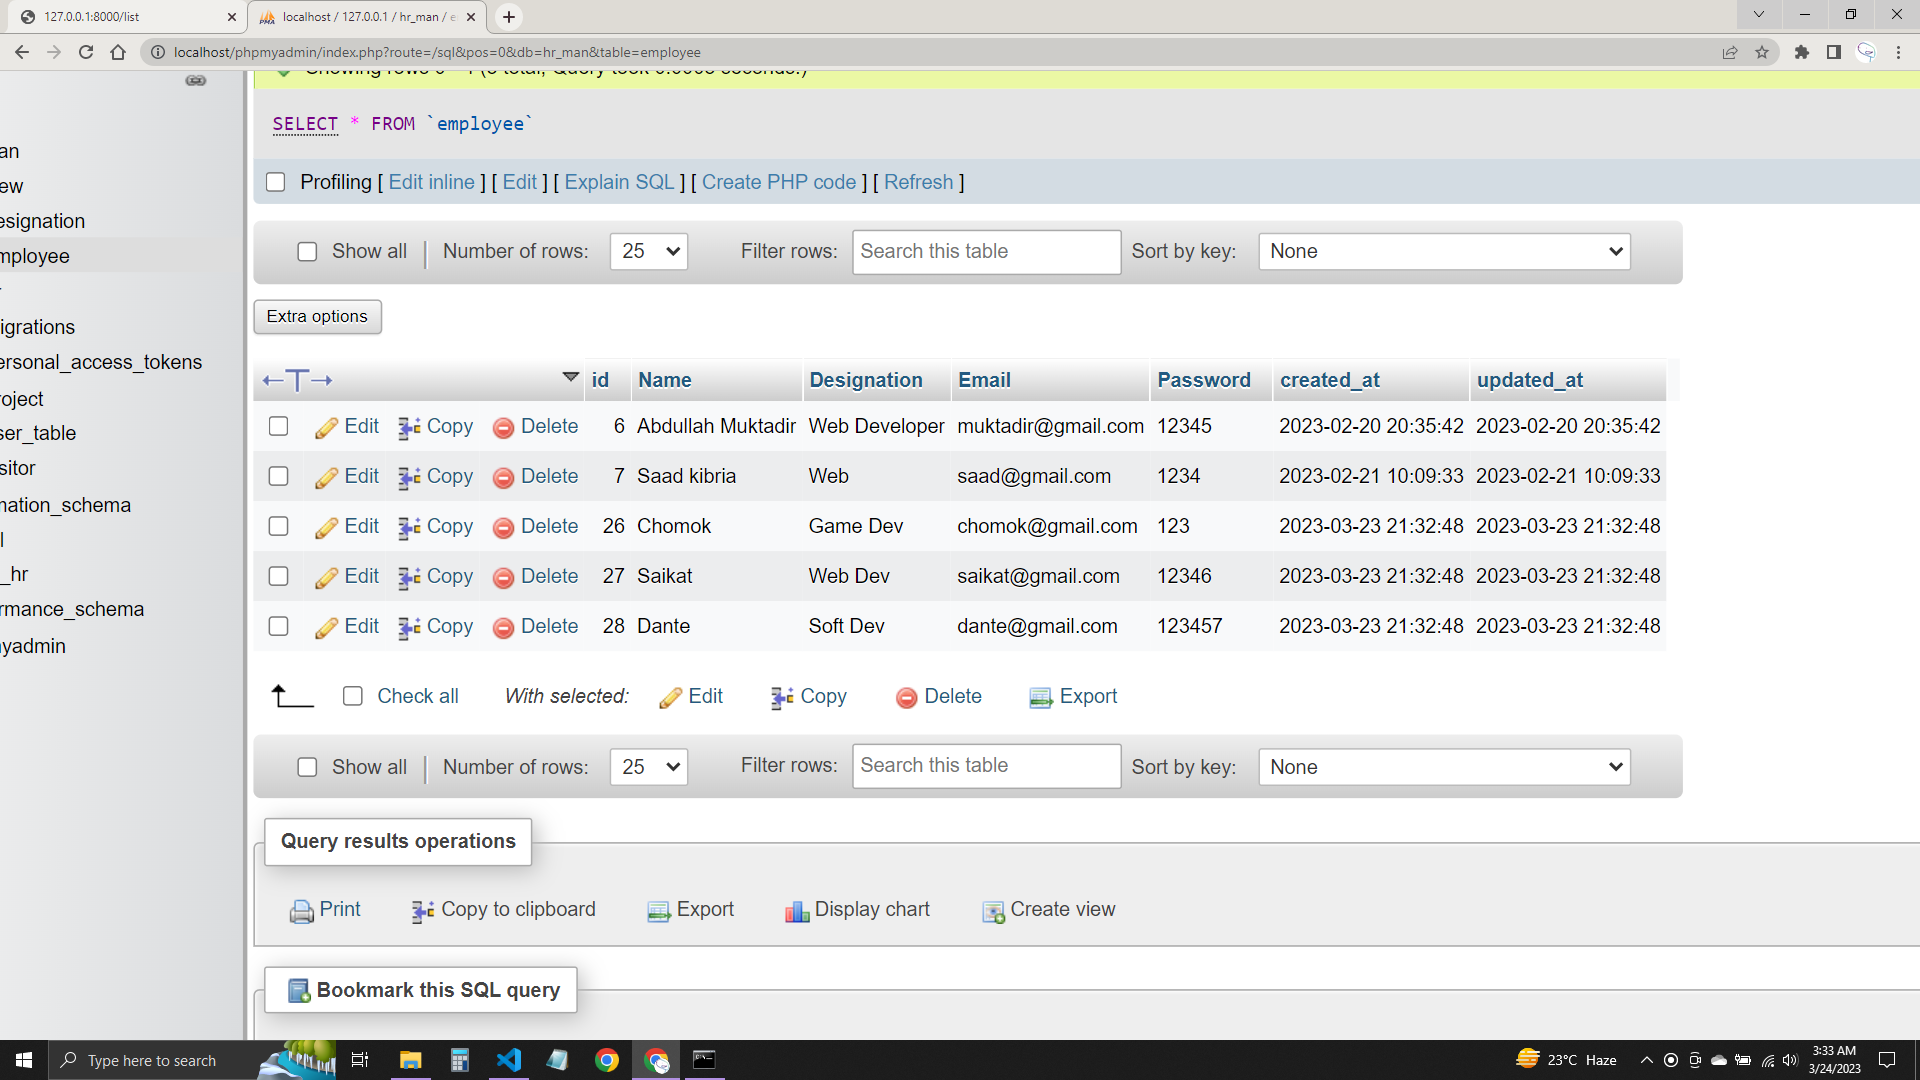 127.0.0.1:8000/list
localhost / 127.0.0.1 / hr_man / e
localhost/phpmyadmin/index.php?route=/sql&pos=0&db=hr_man&table=employee
SELECT * FROM `employee`
Profiling [ Edit inline ] [ Edit ] [ Explain SQL ] [ Create PHP code ] [ Refresh ]
an
ew
esignation
mployee
igrations
ersonal_access_tokens
roject
ser_table
sitor
mation_schema
l
_hr
rmance_schema
yadmin
Show all | Number of rows: 25 Filter rows: Search this table Sort by key: None
Extra options
id Name Designation Email Password created_at updated_at
Edit Copy Delete 6 Abdullah Muktadir Web Developer muktadir@gmail.com 12345 2023-02-20 20:35:42 2023-02-20 20:35:42
Edit Copy Delete 7 Saad kibria Web saad@gmail.com 1234 2023-02-21 10:09:33 2023-02-21 10:09:33
Edit Copy Delete 26 Chomok Game Dev chomok@gmail.com 123 2023-03-23 21:32:48 2023-03-23 21:32:48
Edit Copy Delete 27 Saikat Web Dev saikat@gmail.com 12346 2023-03-23 21:32:48 2023-03-23 21:32:48
Edit Copy Delete 28 Dante Soft Dev dante@gmail.com 123457 2023-03-23 21:32:48 2023-03-23 21:32:48
Check all With selected: Edit Copy Delete Export
Show all | Number of rows: 25 Filter rows: Search this table Sort by key: None
Query results operations
Print Copy to clipboard Export Display chart Create view
Bookmark this SQL query
Type here to search
23°C Haze
3:33 AM
3/24/2023